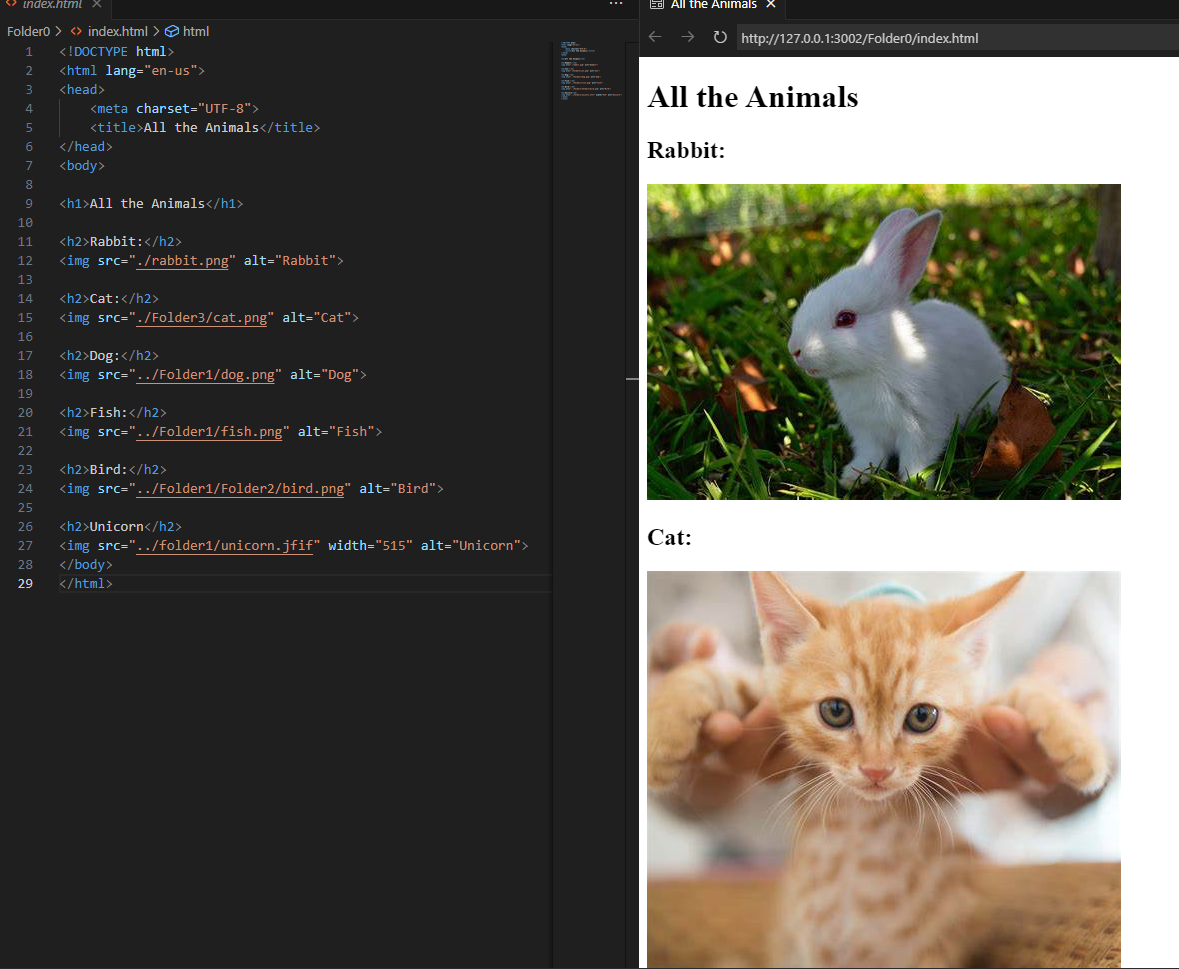 index.html
Folder0 > index.html > html
1 <!DOCTYPE html>
2 <html lang="en-us">
3 <head>
4 <meta charset="UTF-8">
5 <title>All the Animals</title>
6 </head>
7 <body>
8
9 <h1>All the Animals</h1>
10
11 <h2>Rabbit:</h2>
12 <img src="./rabbit.png" alt="Rabbit">
13
14 <h2>Cat:</h2>
15 <img src="./Folder3/cat.png" alt="Cat">
16
17 <h2>Dog:</h2>
18 <img src="../Folder1/dog.png" alt="Dog">
19
20 <h2>Fish:</h2>
21 <img src="../Folder1/fish.png" alt="Fish">
22
23 <h2>Bird:</h2>
24 <img src="../Folder1/Folder2/bird.png" alt="Bird">
25
26 <h2>Unicorn</h2>
27 <img src="../folder1/unicorn.jfif" width="515" alt="Unicorn">
28 </body>
29 </html>
All the Animals
http://127.0.0.1:3002/Folder0/index.html
All the Animals
Rabbit:
Cat: